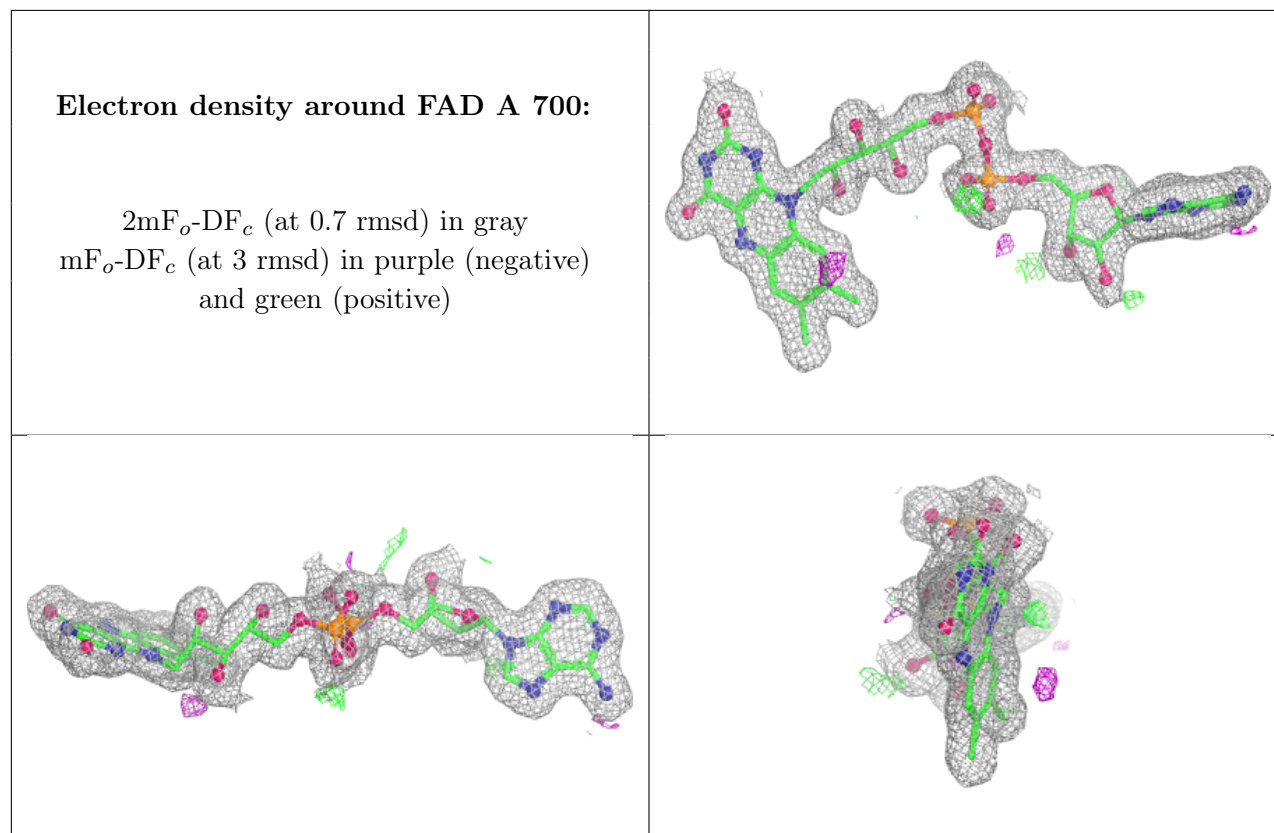 Electron density around FAD A 700:
2mFo-DFc (at 0.7 rmsd) in gray
mFo-DFc (at 3 rmsd) in purple (negative)
and green (positive)